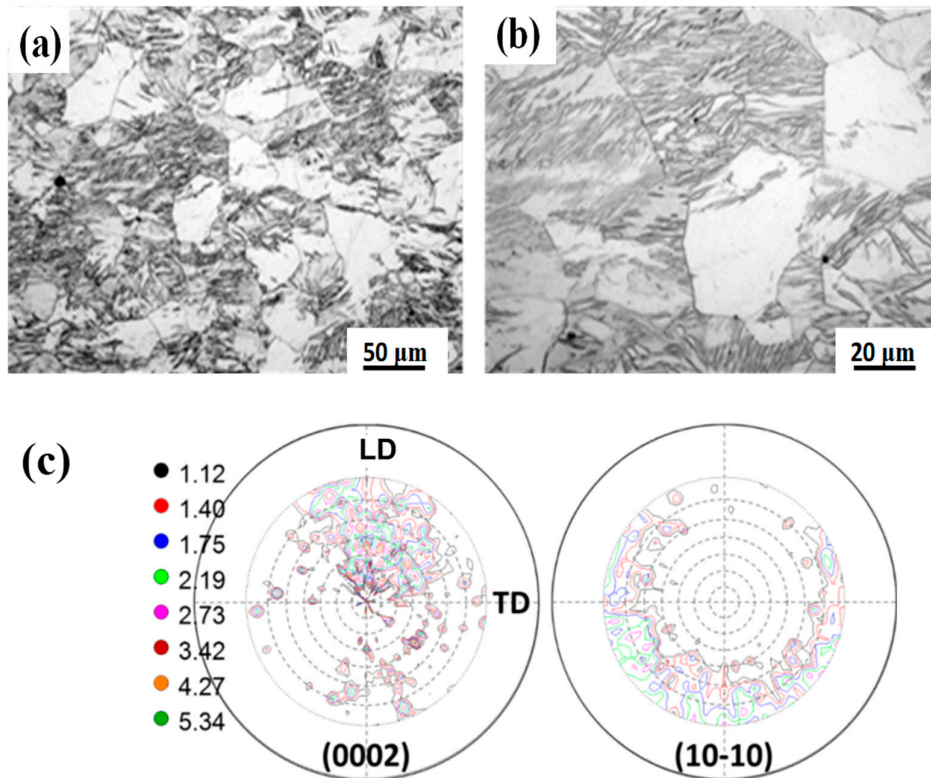 (a)
(b)
50 μm
20 μm
(c)
LD
TD
1.12
1.40
1.75
2.19
2.73
3.42
4.27
5.34
(0002)
(10-10)